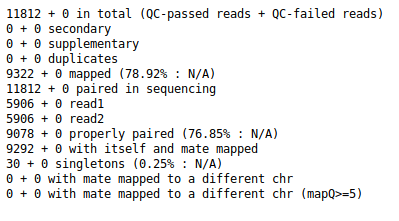 11812 + 0 in total (QC-passed reads + QC-failed reads)
0 + 0 secondary
0 + 0 supplementary
0 + 0 duplicates
9322 + 0 mapped (78.92% : N/A)
11812 + 0 paired in sequencing
5906 + 0 read1
5906 + 0 read2
9078 + 0 properly paired (76.85% : N/A)
9292 + 0 with itself and mate mapped
30 + 0 singletons (0.25% : N/A)
0 + 0 with mate mapped to a different chr
0 + 0 with mate mapped to a different chr (mapQ>=5)